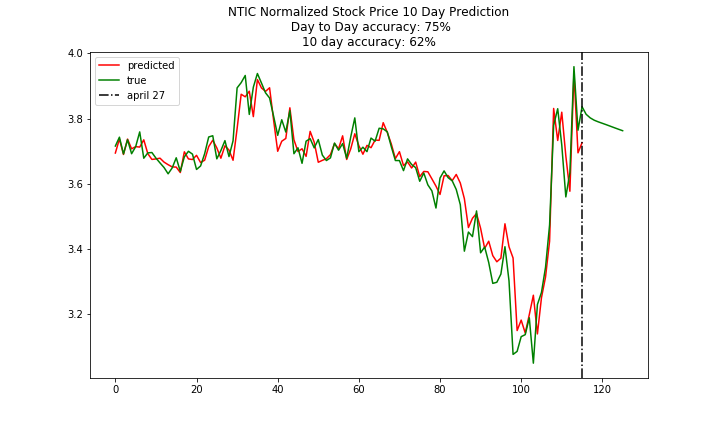 NTIC Normalized Stock Price 10 Day Prediction
Day to Day accuracy: 75%
10 day accuracy: 62%
predicted
true
april 27
4.0
3.8
3.6
3.4
3.2
0
20
40
60
80
100
120